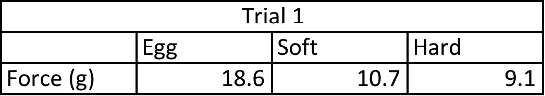 Trial 1
Egg Soft Hard
Force (g) 18.6 10.7 9.1